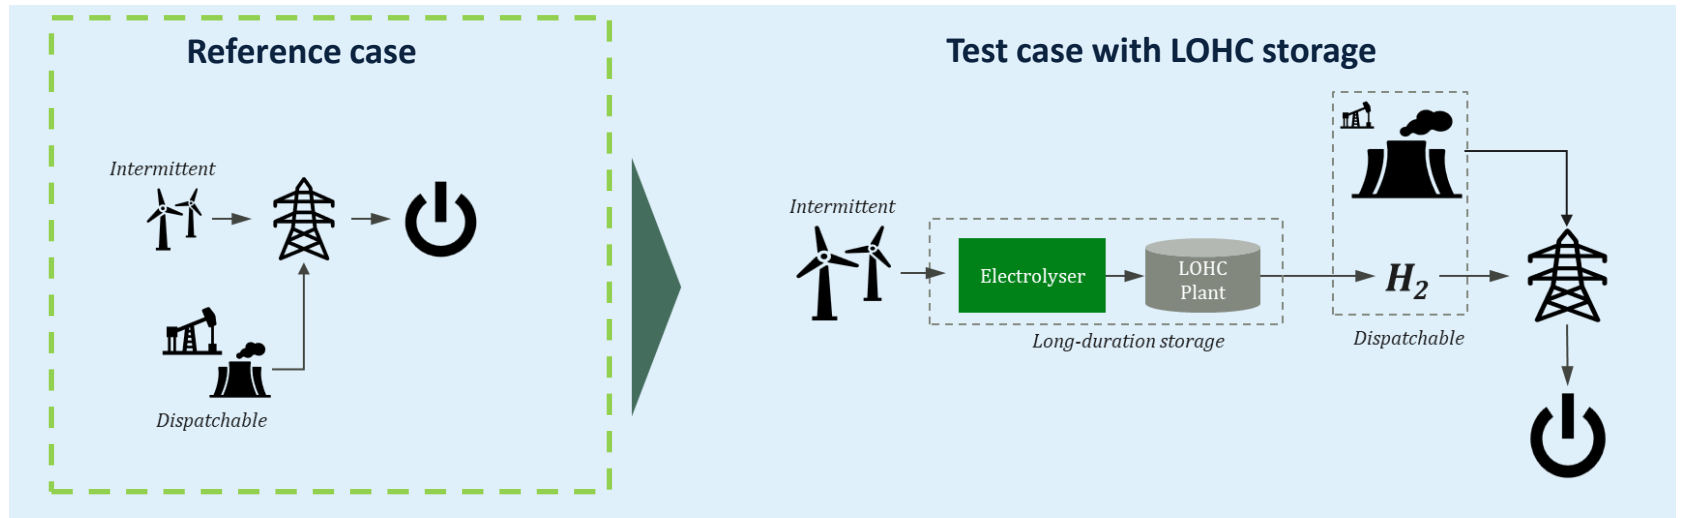 Reference case
Intermittent
Dispatchable
Test case with LOHC storage
Intermittent
Electrolyser
LOHC
Plant
Long-duration storage
H₂
Dispatchable